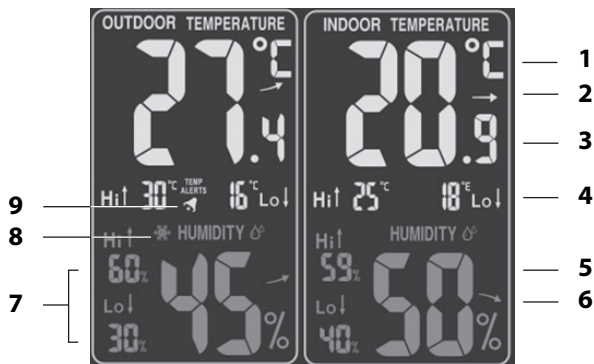 OUTDOOR TEMPERATURE
27.4 °C
Hi↑ 30°C TEMP ALERTS 16°C Lo↓
Hi↑ HUMIDITY
60%
45%
Lo↓
30%
INDOOR TEMPERATURE
20.9 °C
Hi↑ 25°C 18°E Lo↓
Hi↑ HUMIDITY
59%
50%
Lo↓
40%
1
2
3
4
5
6
7
8
9